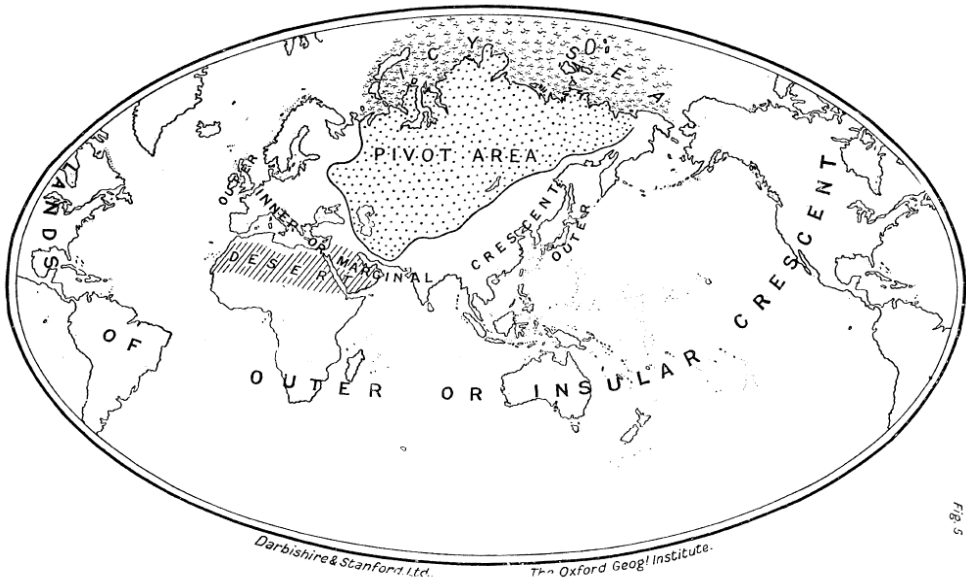 ICY SEA
PIVOT AREA
LANDS
OF
OUTER OR INSULAR CRESCENT
OUTER
INNER OR MARGINAL CRESCENT
OUTER
DESERT
Darbishire & Stanford, Ltd.
The Oxford Geog! Institute.
Fig. 5